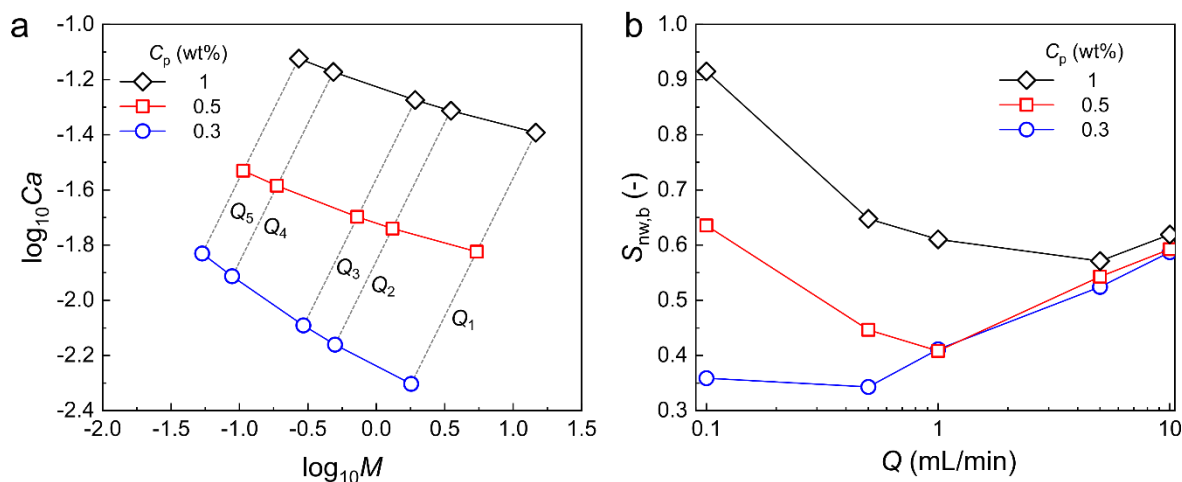 a
-1.0
-1.2
-1.4
-1.6
-1.8
-2.0
-2.2
-2.4
log10Ca
Cp (wt%)
1
0.5
0.3
Q5
Q4
Q3
Q2
Q1
-2.0 -1.5 -1.0 -0.5 0.0 0.5 1.0 1.5
log10M
b
1.0
0.9
0.8
0.7
0.6
0.5
0.4
0.3
Snw,b (-)
Cp (wt%)
1
0.5
0.3
0.1 1 10
Q (mL/min)